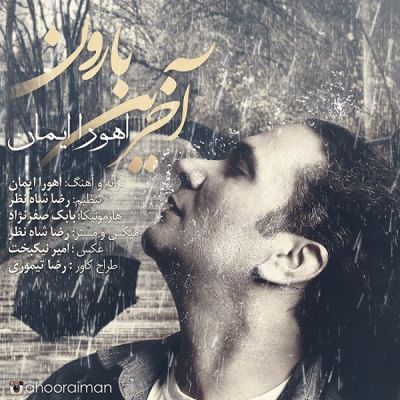 آخرین بارون
اهورا ایمان
ترانه و آهنگ: اهورا ایمان
تنظیم: رضا شاه نظر
هارمونیکا: بابک صفرنژاد
میکس و مستر: رضا شاه نظر
عکس: امیر نیکبخت
طراح کاور: رضا تیموری
ahooraiman